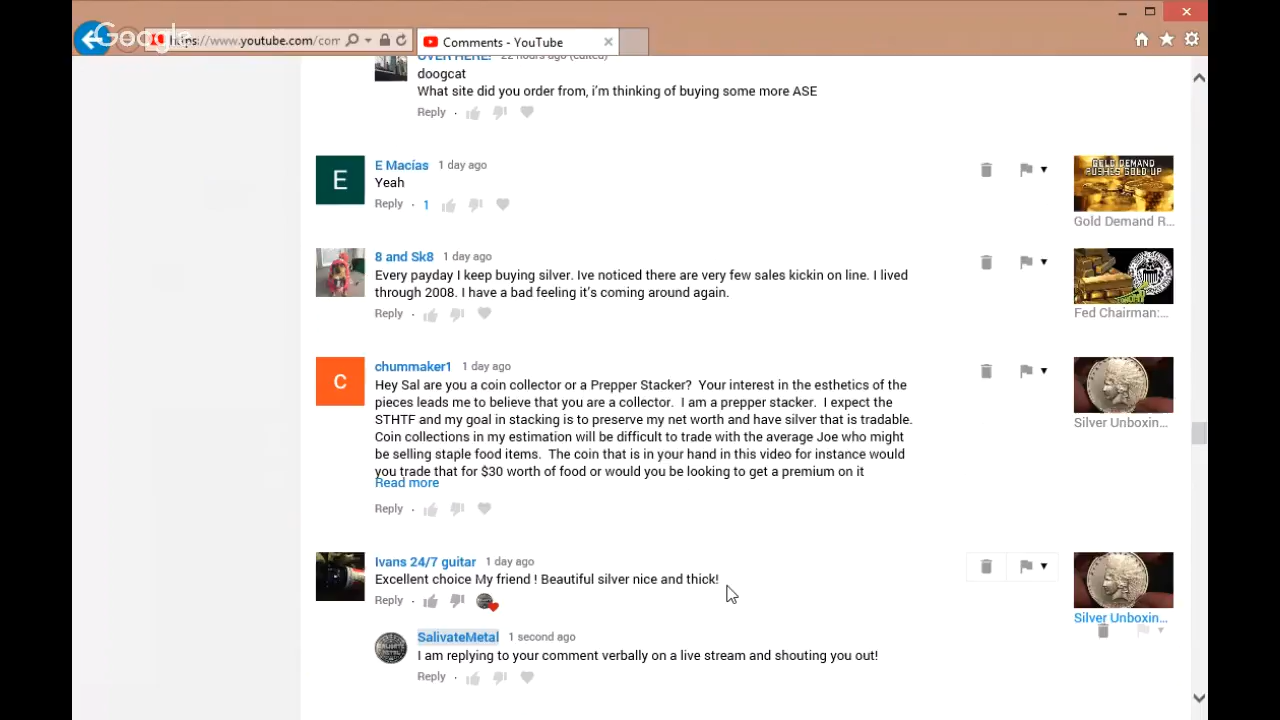 Google
https://www.youtube.com/com
Comments - YouTube
OVER HERE! 22 hours ago (edited)
doogcat
What site did you order from, i'm thinking of buying some more ASE
Reply ·
E
E Macías 1 day ago
Yeah
Reply · 1
GOLD DEMAND
PUSHES GOLD UP
Gold Demand R...
8 and Sk8 1 day ago
Every payday I keep buying silver. Ive noticed there are very few sales kickin on line. I lived
through 2008. I have a bad feeling it's coming around again.
Reply ·
Fed Chairman:...
C
chummaker1 1 day ago
Hey Sal are you a coin collector or a Prepper Stacker? Your interest in the esthetics of the
pieces leads me to believe that you are a collector. I am a prepper stacker. I expect the
STHTF and my goal in stacking is to preserve my net worth and have silver that is tradable.
Coin collections in my estimation will be difficult to trade with the average Joe who might
be selling staple food items. The coin that is in your hand in this video for instance would
you trade that for $30 worth of food or would you be looking to get a premium on it
Read more
Reply ·
Silver Unboxin...
Ivans 24/7 guitar 1 day ago
Excellent choice My friend ! Beautiful silver nice and thick!
Reply ·
Silver Unboxin...
SalivateMetal 1 second ago
I am replying to your comment verbally on a live stream and shouting you out!
Reply ·